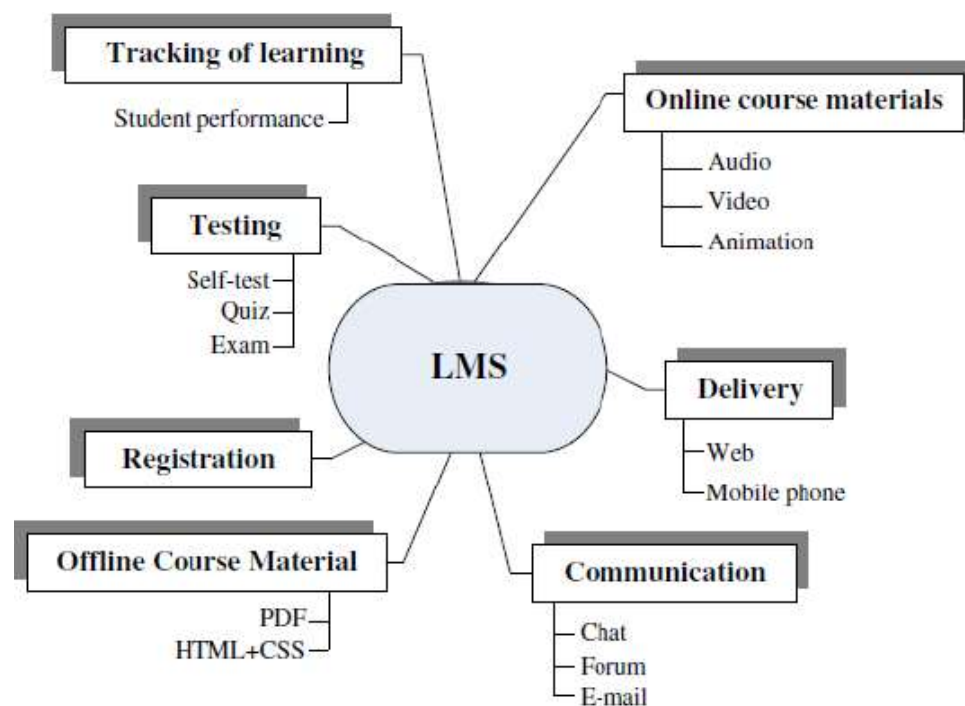 Tracking of learning
Student performance
Online course materials
Audio
Video
Animation
Testing
Self-test
Quiz
Exam
LMS
Delivery
Web
Mobile phone
Registration
Offline Course Material
PDF
HTML+CSS
Communication
Chat
Forum
E-mail